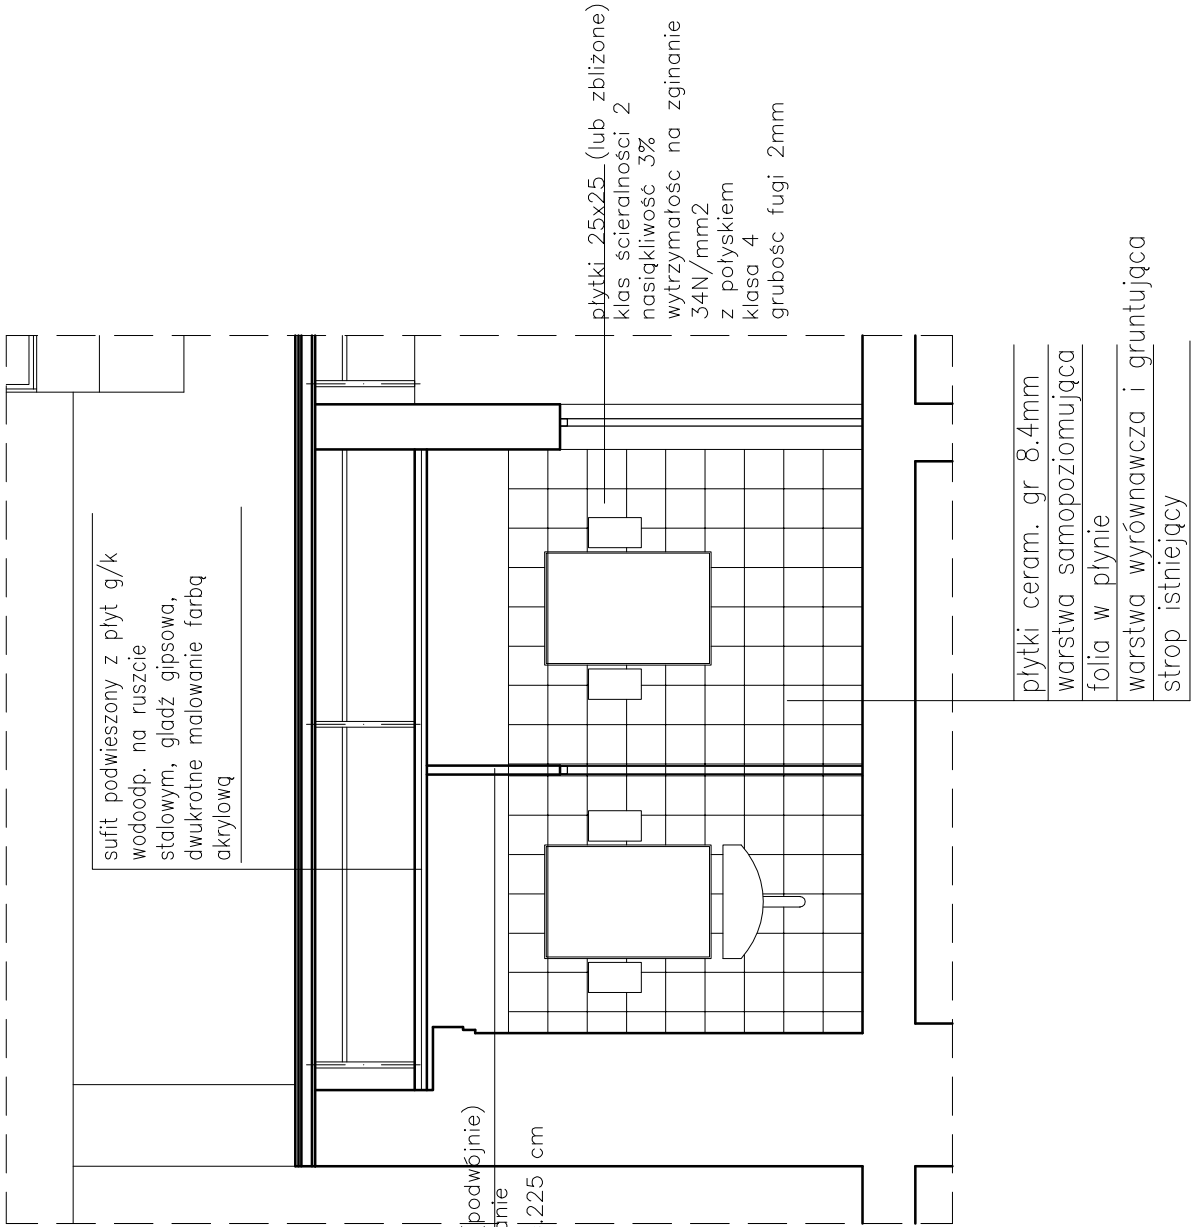 płytki 25x25 (lub zbliżone)
klas ścieralności 2
nasiąkliwość 3%
wytrzymałośc na zginanie
34N/mm2
z połyskiem
klasa 4
grubośc fugi 2mm
sufit podwieszony z płyt g/k
wodoodp. na ruszcie
stalowym, gladż gipsowa,
dwukrotne malowanie farbą
akrylową
płytki ceram. gr 8.4mm
warstwa samopoziomująca
folia w płynie
warstwa wyrównawcza i gruntująca
strop istniejący
podwójnie)
anie
.225 cm